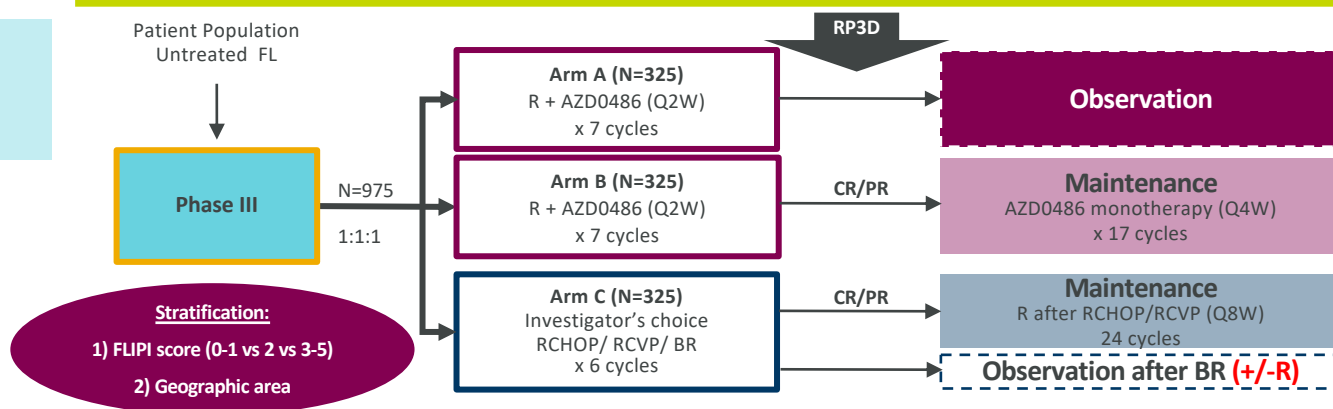 Patient Population
Untreated FL
Phase III
N=975
1:1:1
Stratification:
1) FLIPI score (0-1 vs 2 vs 3-5)
2) Geographic area
RP3D
Arm A (N=325)
R + AZD0486 (Q2W)
x 7 cycles
Observation
Arm B (N=325)
R + AZD0486 (Q2W)
x 7 cycles
CR/PR
Maintenance
AZD0486 monotherapy (Q4W)
x 17 cycles
Arm C (N=325)
Investigator’s choice
RCHOP/ RCVP/ BR
x 6 cycles
CR/PR
Maintenance
R after RCHOP/RCVP (Q8W)
24 cycles
Observation after BR (+/-R)